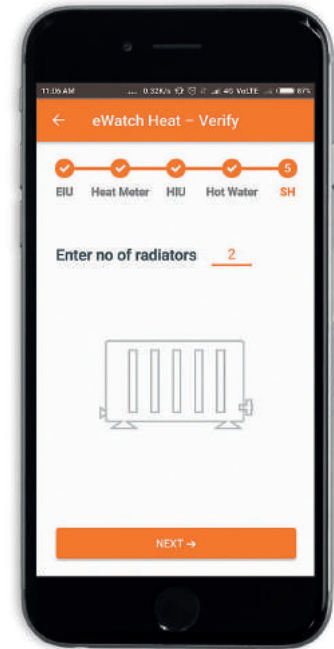 11:06 AM .... 0.32K/s 4G VoLTE 87%
← eWatch Heat – Verify
5
EIU Heat Meter HIU Hot Water SH
Enter no of radiators 2
NEXT →